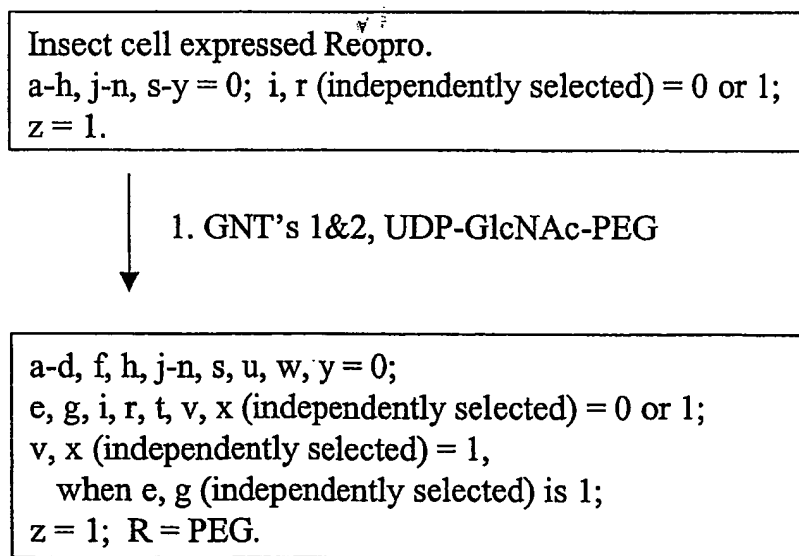 Insect cell expressed Reopro.
a-h, j-n, s-y = 0; i, r (independently selected) = 0 or 1;
z = 1.
1. GNT's 1&2, UDP-GlcNAc-PEG
a-d, f, h, j-n, s, u, w, y = 0;
e, g, i, r, t, v, x (independently selected) = 0 or 1;
v, x (independently selected) = 1,
when e, g (independently selected) is 1;
z = 1; R = PEG.